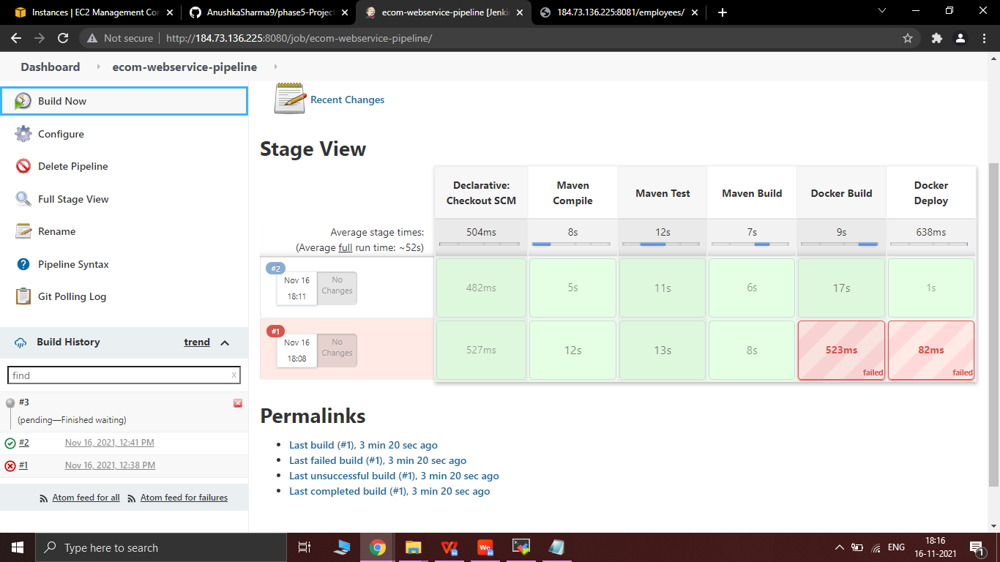 Instances | EC2 Management Con
AnushkaSharma9/phase5-Project
ecom-webservice-pipeline [Jenki
184.73.136.225:8081/employees/
Not secure
http://184.73.136.225:8080/job/ecom-webservice-pipeline/
Dashboard
ecom-webservice-pipeline
Build Now
Configure
Delete Pipeline
Full Stage View
Rename
Pipeline Syntax
Git Polling Log
Build History
trend
find
x
#3
(pending—Finished waiting)
#2 Nov 16, 2021, 12:41 PM
#1 Nov 16, 2021, 12:38 PM
Atom feed for all
Atom feed for failures
Recent Changes
Stage View
Declarative:
Checkout SCM
Maven
Compile
Maven Test
Maven Build
Docker Build
Docker
Deploy
Average stage times:
(Average full run time: ~52s)
504ms
8s
12s
7s
9s
638ms
#2
Nov 16
18:11
No
Changes
482ms
5s
11s
6s
17s
1s
#1
Nov 16
18:08
No
Changes
527ms
12s
13s
8s
523ms
failed
82ms
failed
Permalinks
Last build (#1), 3 min 20 sec ago
Last failed build (#1), 3 min 20 sec ago
Last unsuccessful build (#1), 3 min 20 sec ago
Last completed build (#1), 3 min 20 sec ago
Type here to search
ENG
18:16
16-11-2021
1